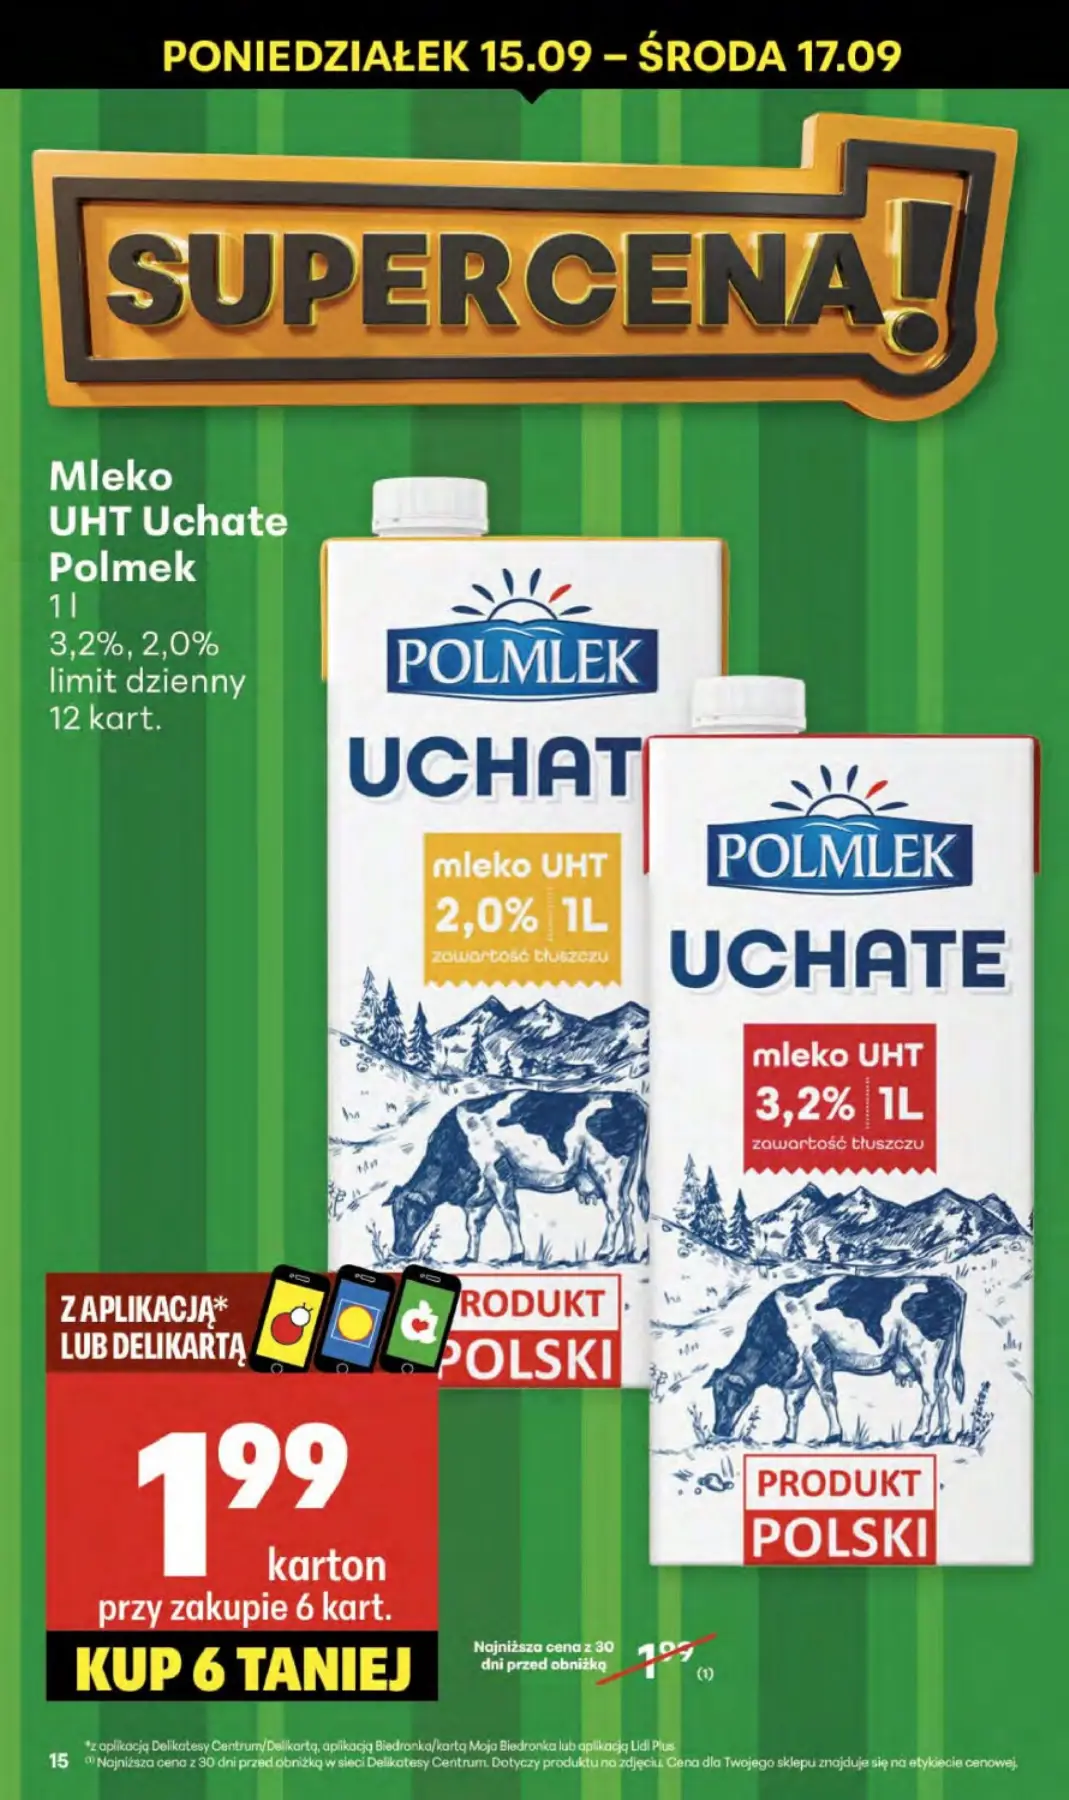 PONIEDZIAŁEK 15.09 – ŚRODA 17.09
SUPERCENA!
Mleko
UHT Uchate
Polmek
1 l
3,2%, 2,0%
limit dzienny
12 kart.
POLMLEK
UCHAT
mleko UHT
2,0% 1L
zawartość tłuszczu
RODUKT
POLSKI
POLMLEK
UCHATE
mleko UHT
3,2% 1L
zawartość tłuszczu
PRODUKT
POLSKI
Z APLIKACJĄ*
LUB DELIKARTĄ
d
1 99
karton
przy zakupie 6 kart.
KUP 6 TANIEJ
Najniższa cena z 30
dni przed obniżką
1 99 (1)
*z aplikacją Delikatesy Centrum/Delikartą, aplikacją Biedronka/kartą Moja Biedronka lub aplikacją Lidl Plus
15
(1) Najniższa cena z 30 dni przed obniżką w sieci Delikatesy Centrum. Dotyczy produktu na zdjęciu. Cena dla Twojego sklepu znajduje się na etykiecie cenowej.